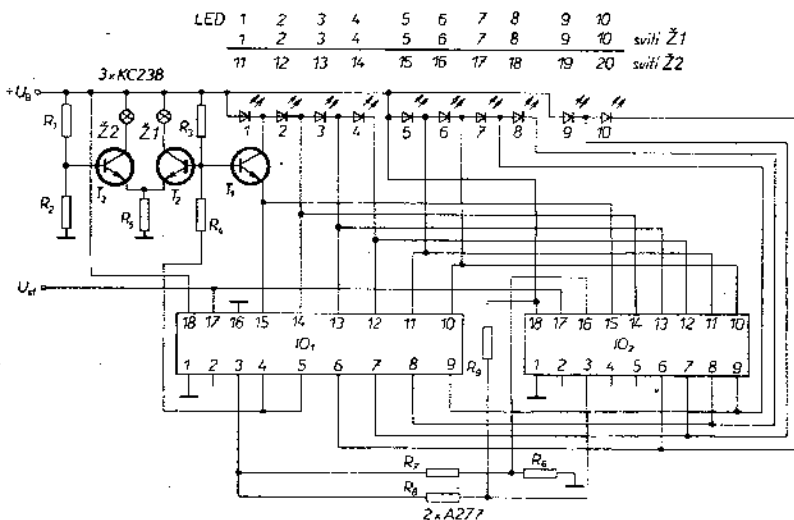 LED 1 2 3 4 5 6 7 8 9 10
1 2 3 4 5 6 7 8 9 10 svítí Ž1
11 12 13 14 15 16 17 18 19 20 svítí Ž2
3×KC238
+U_B
R1 Ž2 Ž1 R3
1 2 3 4 5 6 7 8 9 10
T3 T2 T1
R2 R5 R4
U_st
18 17 16 15 14 13 12 11 10
IO1
1 2 3 4 5 6 7 8 9
R9
18 17 16 15 14 13 12 11 10
IO2
1 2 3 4 5 6 7 8 9
R7 R6
R8
2×A277